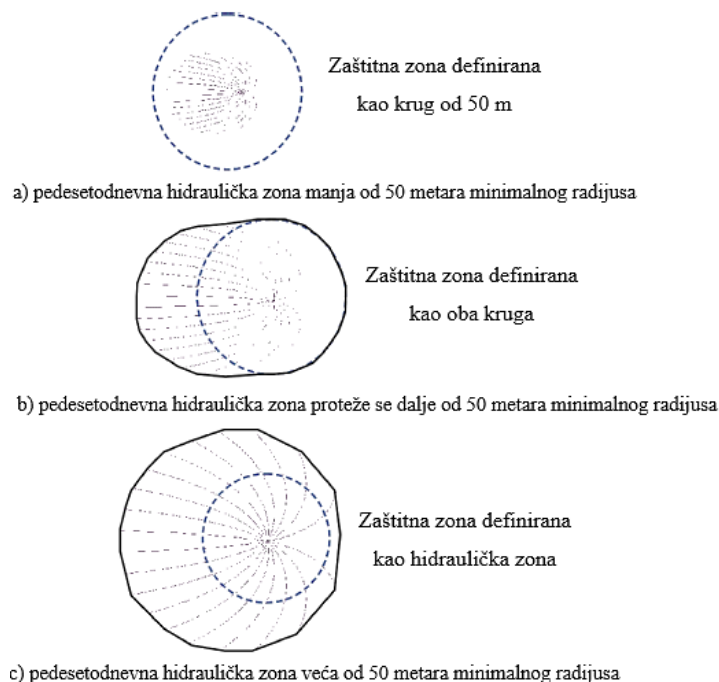 Zaštitna zona definirana
kao krug od 50 m
a) pedesetodnevna hidraulička zona manja od 50 metara minimalnog radijusa
Zaštitna zona definirana
kao oba kruga
b) pedesetodnevna hidraulička zona proteže se dalje od 50 metara minimalnog radijusa
Zaštitna zona definirana
kao hidraulička zona
c) pedesetodnevna hidraulička zona veća od 50 metara minimalnog radijusa